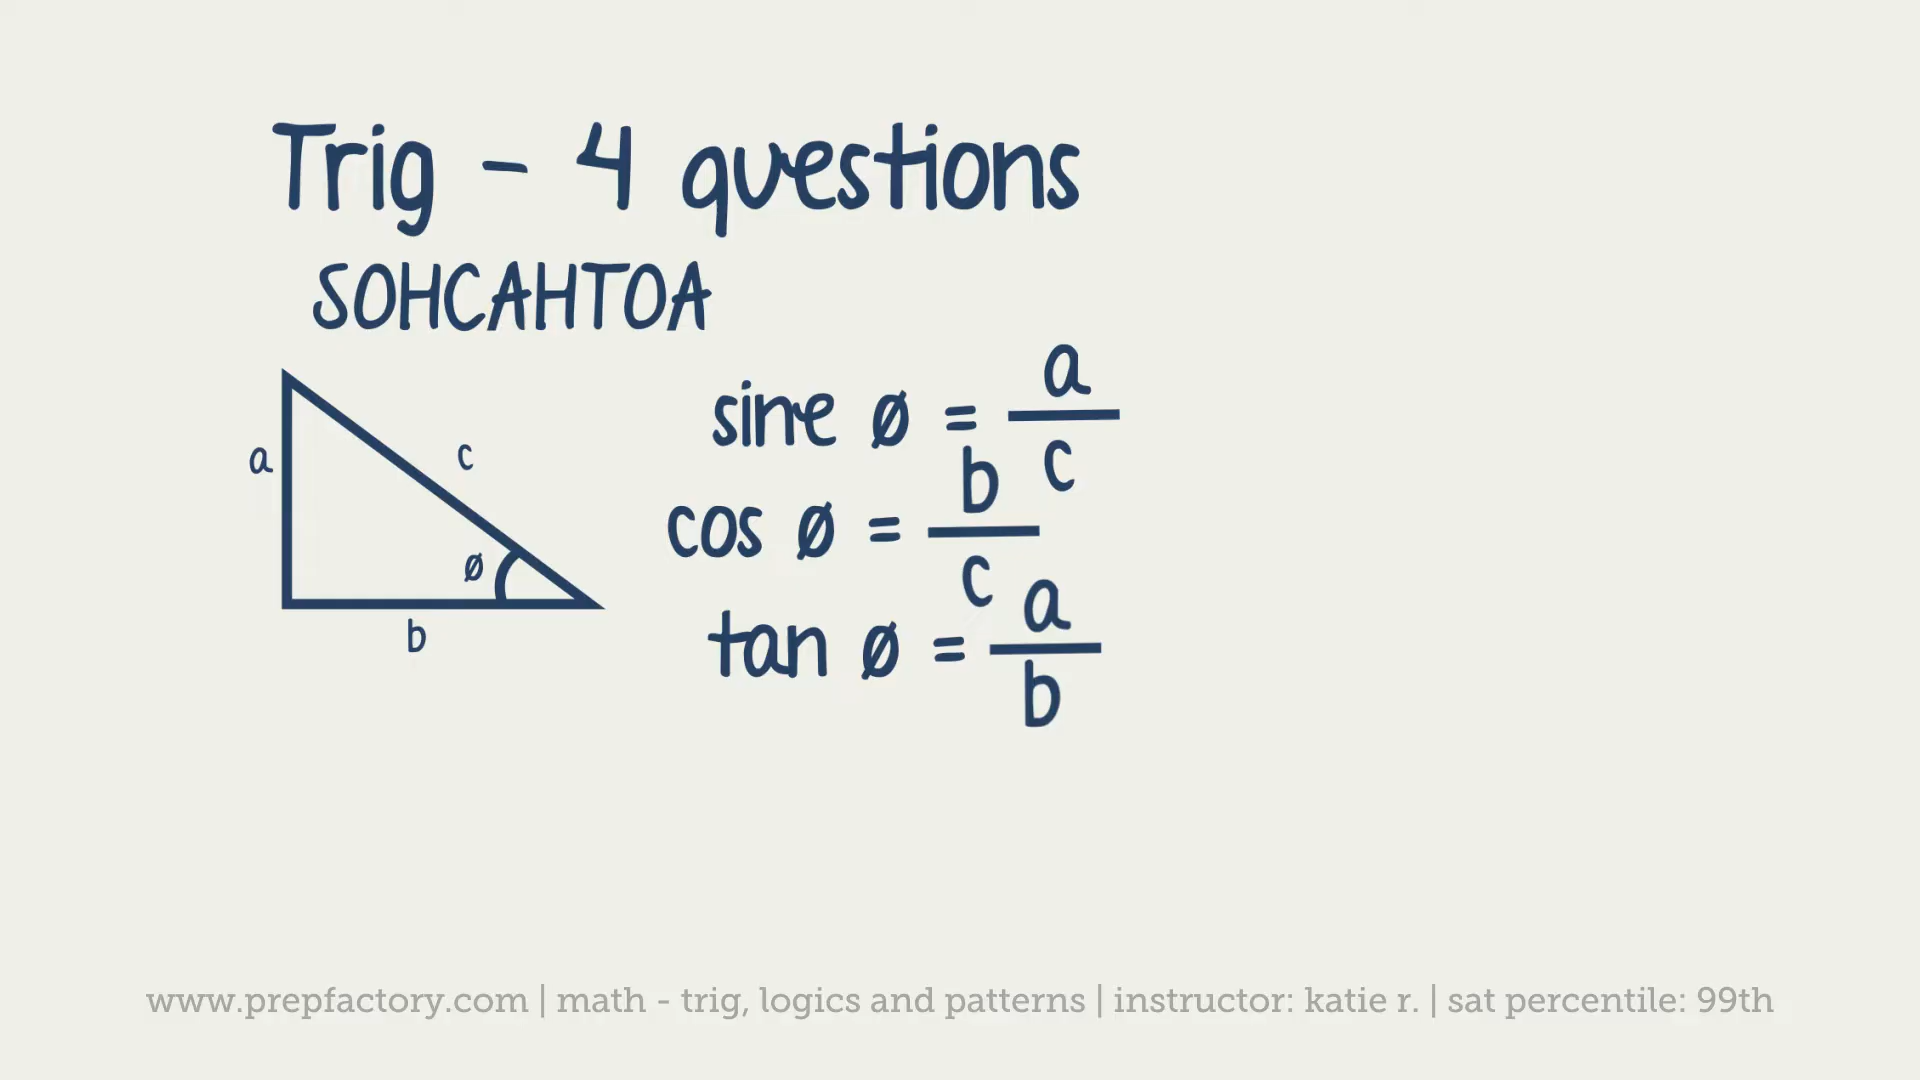 Trig - 4 questions
SOHCAHTOA
a
c
ø
b
sine ø = a/c
cos ø = b/c
tan ø = a/b
www.prepfactory.com | math - trig, logics and patterns | instructor: katie r. | sat percentile: 99th